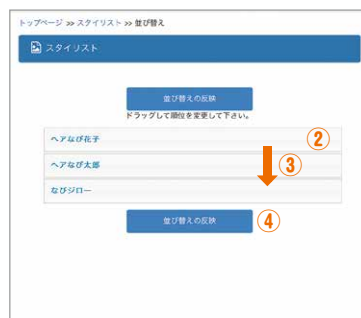 トップページ >> スタイリスト >> 並び替え
スタイリスト
並び替えの反映
ドラッグして順位を変更して下さい。
ヘアなび花子 ②
ヘアなび太郎 ③
なびジロー
並び替えの反映 ④